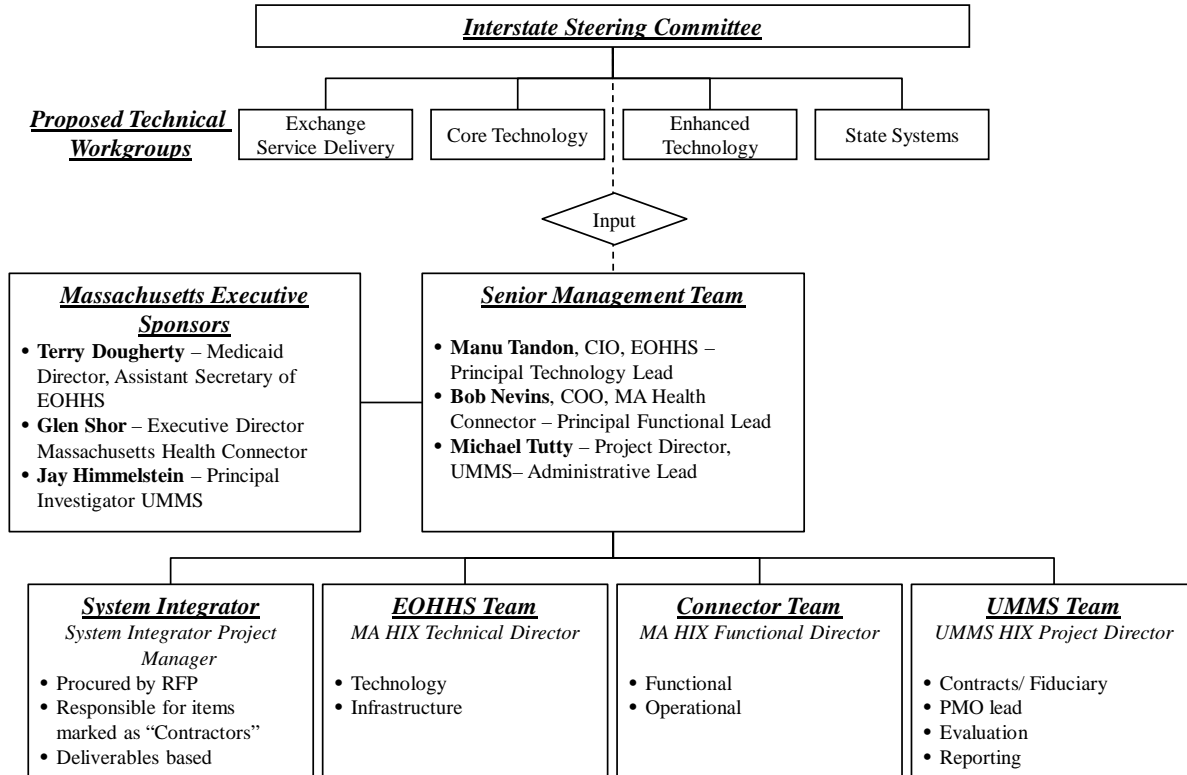 Interstate Steering Committee
Proposed Technical
Workgroups
Exchange
Service Delivery
Core Technology
Enhanced
Technology
State Systems
Input
Massachusetts Executive
Sponsors
• Terry Dougherty – Medicaid
Director, Assistant Secretary of
EOHHS
• Glen Shor – Executive Director
Massachusetts Health Connector
• Jay Himmelstein – Principal
Investigator UMMS
Senior Management Team
• Manu Tandon, CIO, EOHHS –
Principal Technology Lead
• Bob Nevins, COO, MA Health
Connector – Principal Functional Lead
• Michael Tutty – Project Director,
UMMS– Administrative Lead
System Integrator
System Integrator Project
Manager
• Procured by RFP
• Responsible for items
marked as “Contractors”
• Deliverables based
EOHHS Team
MA HIX Technical Director
• Technology
• Infrastructure
Connector Team
MA HIX Functional Director
• Functional
• Operational
UMMS Team
UMMS HIX Project Director
• Contracts/ Fiduciary
• PMO lead
• Evaluation
• Reporting